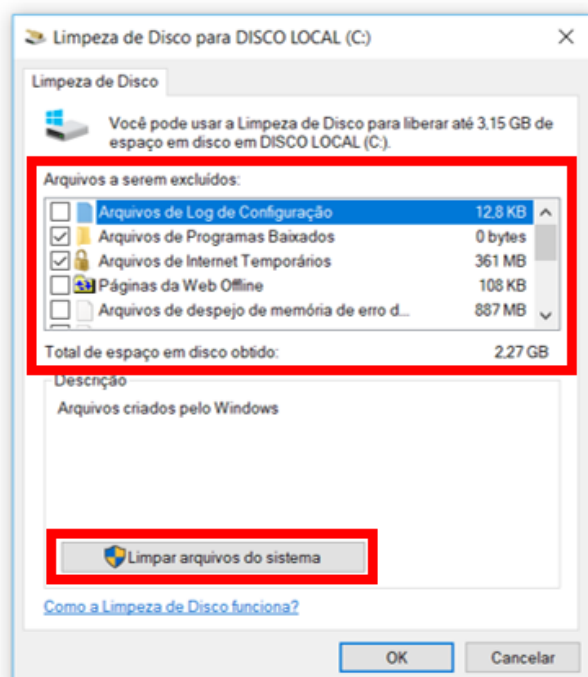 Limpeza de Disco para DISCO LOCAL (C:)
Limpeza de Disco
Você pode usar a Limpeza de Disco para liberar até 3,15 GB de
espaço em disco em DISCO LOCAL (C:).
Arquivos a serem excluídos:
Arquivos de Log de Configuração 12,8 KB
Arquivos de Programas Baixados 0 bytes
Arquivos de Internet Temporários 361 MB
Páginas da Web Offline 108 KB
Arquivos de despejo de memória de erro d... 887 MB
Total de espaço em disco obtido: 2,27 GB
Descrição
Arquivos criados pelo Windows
Limpar arquivos do sistema
Como a Limpeza de Disco funciona?
OK Cancelar